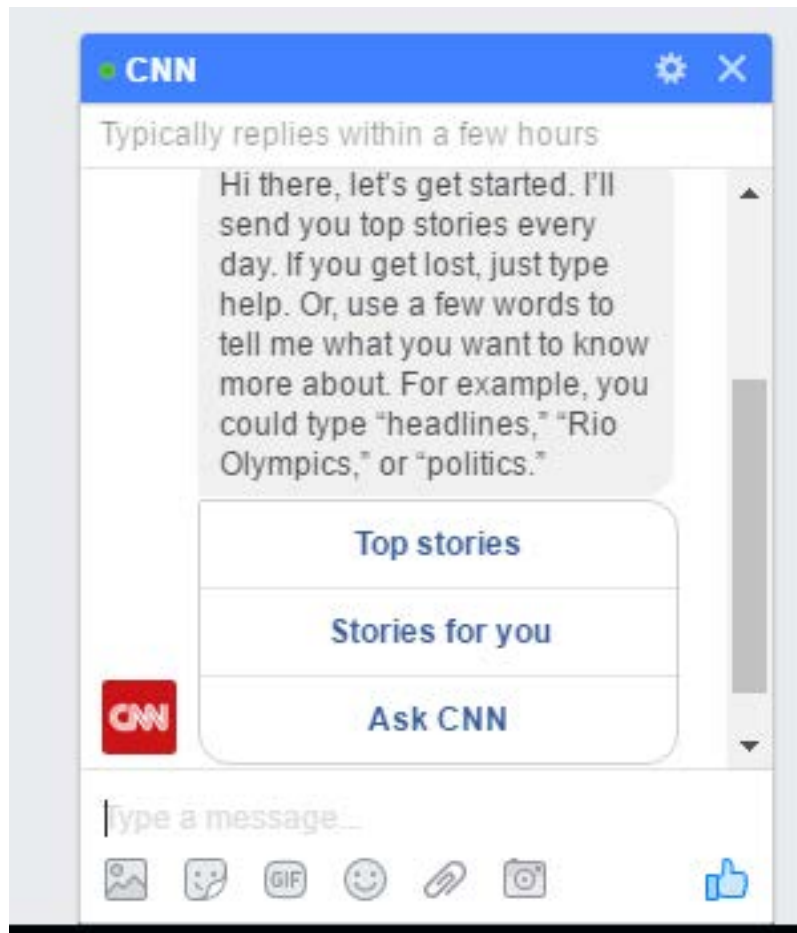 CNN
Typically replies within a few hours
Hi there, let's get started. I'll
send you top stories every
day. If you get lost, just type
help. Or, use a few words to
tell me what you want to know
more about. For example, you
could type “headlines,” “Rio
Olympics,” or “politics.”
Top stories
Stories for you
CNN
Ask CNN
Type a message...
GIF